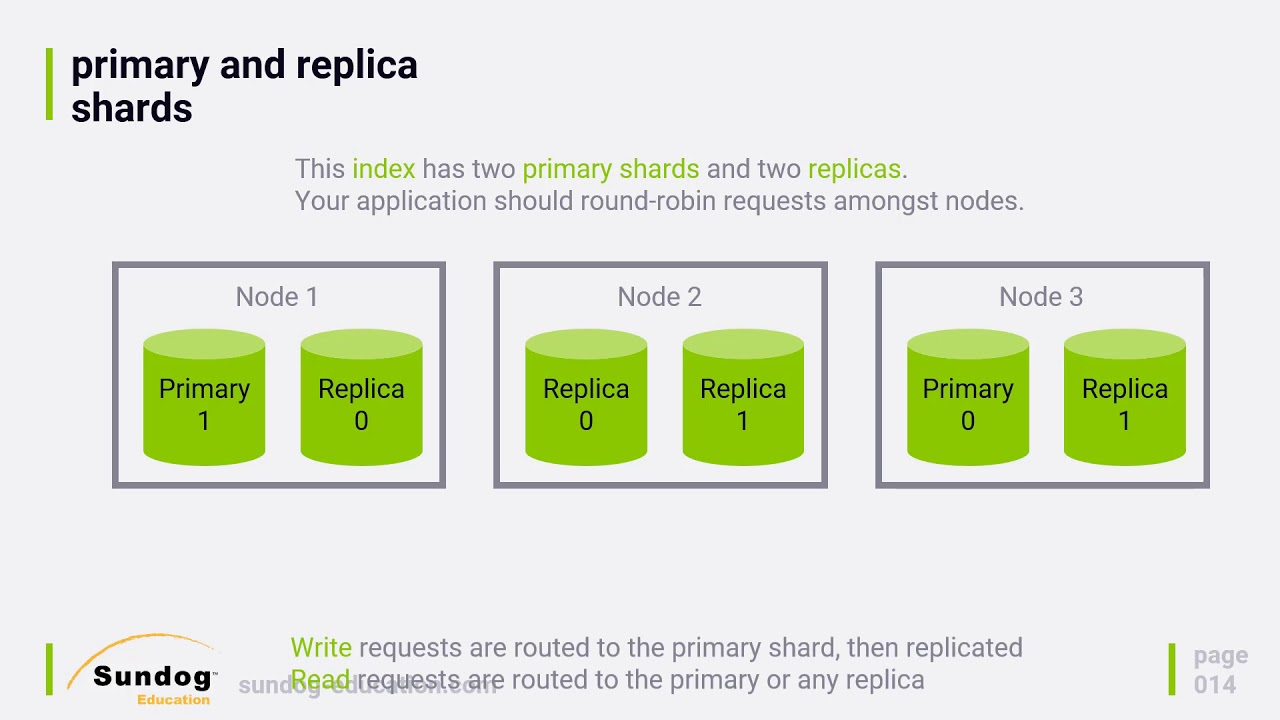 primary and replica
shards
This index has two primary shards and two replicas.
Your application should round-robin requests amongst nodes.
Node 1
Primary
1
Replica
0
Node 2
Replica
0
Replica
1
Node 3
Primary
0
Replica
1
Write requests are routed to the primary shard, then replicated
Read requests are routed to the primary or any replica
Sundog™
Education
sundog-education.com
page
014